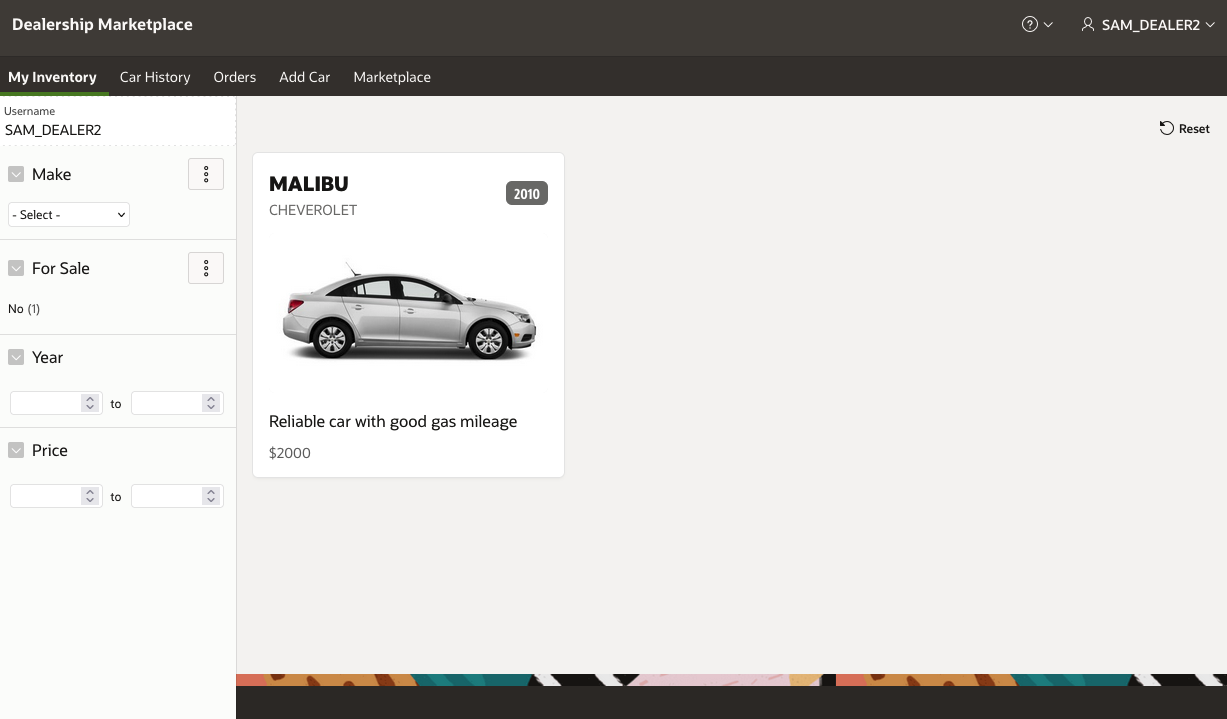 Dealership Marketplace
SAM_DEALER2
My Inventory Car History Orders Add Car Marketplace
Username
SAM_DEALER2
Reset
Make
- Select -
For Sale
No (1)
Year
to
Price
to
MALIBU
2010
CHEVEROLET
Reliable car with good gas mileage
$2000